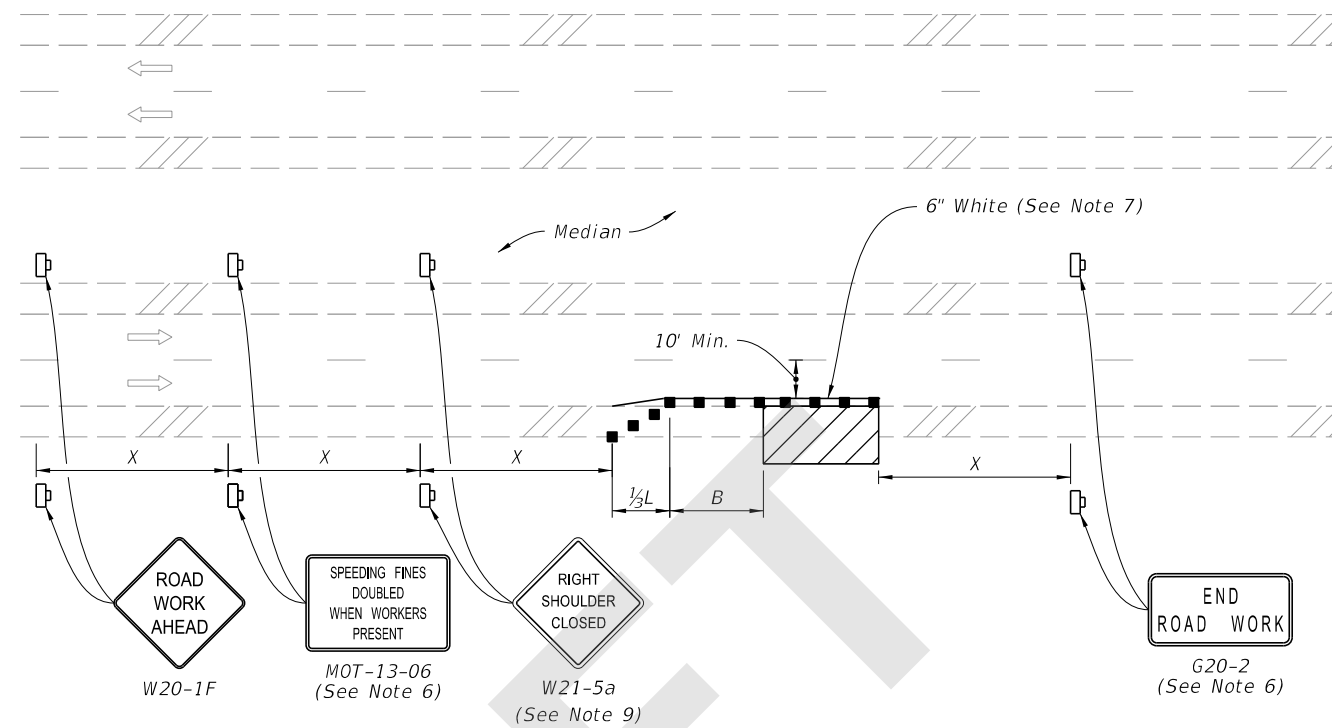 Median
6" White (See Note 7)
10' Min.
X
X
X
X
⅓L
B
ROAD
WORK
AHEAD
W20-1F
SPEEDING FINES
DOUBLED
WHEN WORKERS
PRESENT
MOT-13-06
(See Note 6)
RIGHT
SHOULDER
CLOSED
W21-5a
(See Note 9)
END
ROAD WORK
G20-2
(See Note 6)